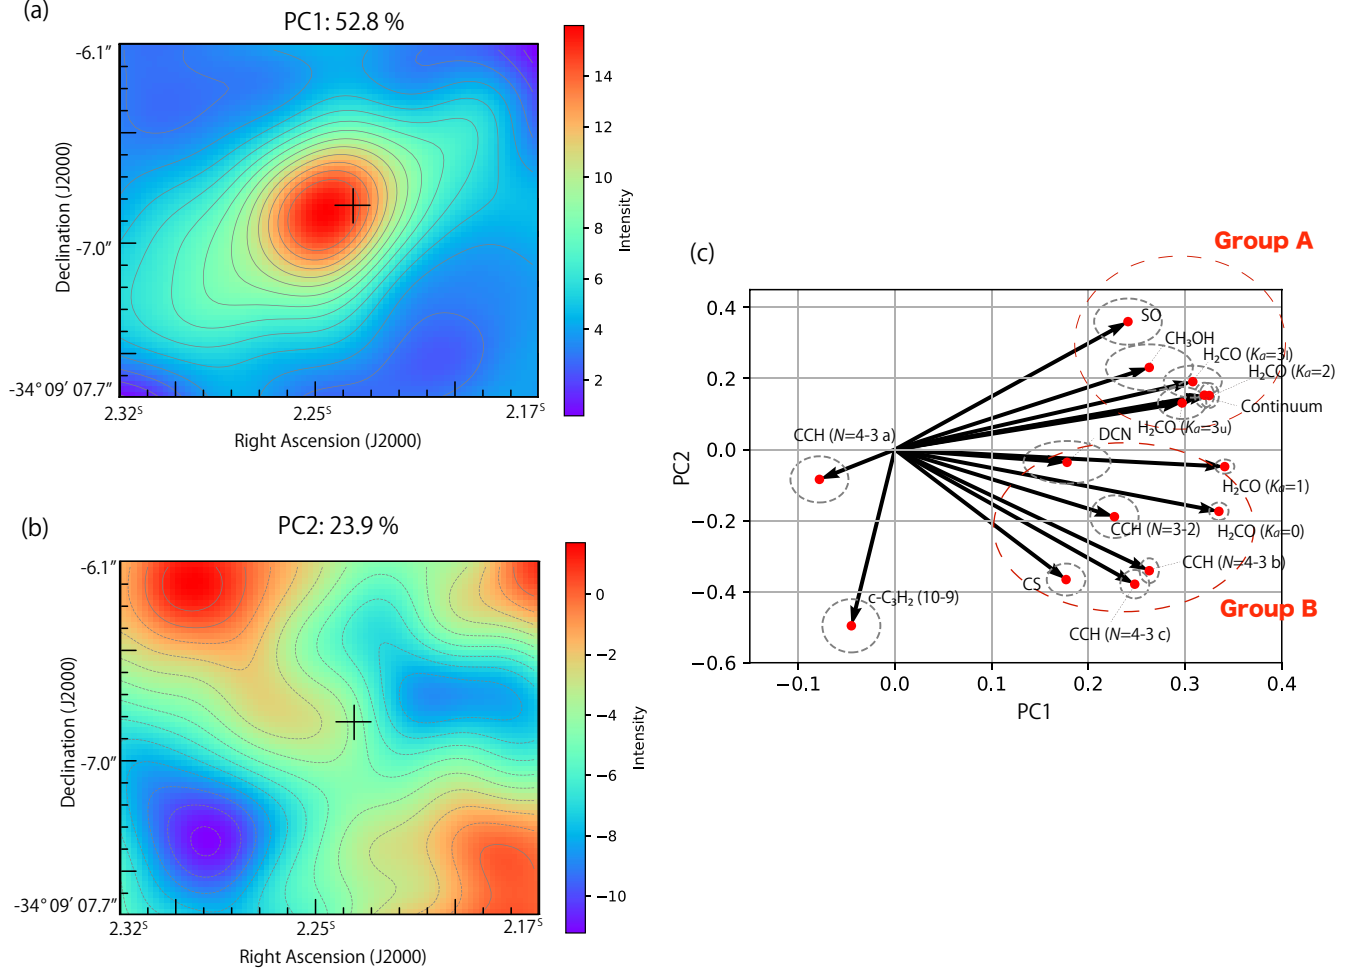 (a)
PC1: 52.8 %
-6.1″
-7.0″
-34° 09′ 07.7″
Declination (J2000)
2.32ˢ
2.25ˢ
2.17ˢ
Right Ascension (J2000)
14
12
10
8
6
4
2
Intensity
(b)
PC2: 23.9 %
-6.1″
-7.0″
-34° 09′ 07.7″
Declination (J2000)
2.32ˢ
2.25ˢ
2.17ˢ
Right Ascension (J2000)
0
−2
−4
−6
−8
−10
Intensity
(c)
Group A
0.4
0.2
0.0
−0.2
−0.4
−0.6
PC2
SO
CH₃OH
H₂CO (Kₐ=3l)
H₂CO (Kₐ=2)
Continuum
H₂CO (Kₐ=3u)
DCN
CCH (N=4-3 a)
H₂CO (Kₐ=1)
CCH (N=3-2)
H₂CO (Kₐ=0)
CCH (N=4-3 b)
CS
c-C₃H₂ (10-9)
Group B
CCH (N=4-3 c)
−0.1
0.0
0.1
0.2
0.3
0.4
PC1